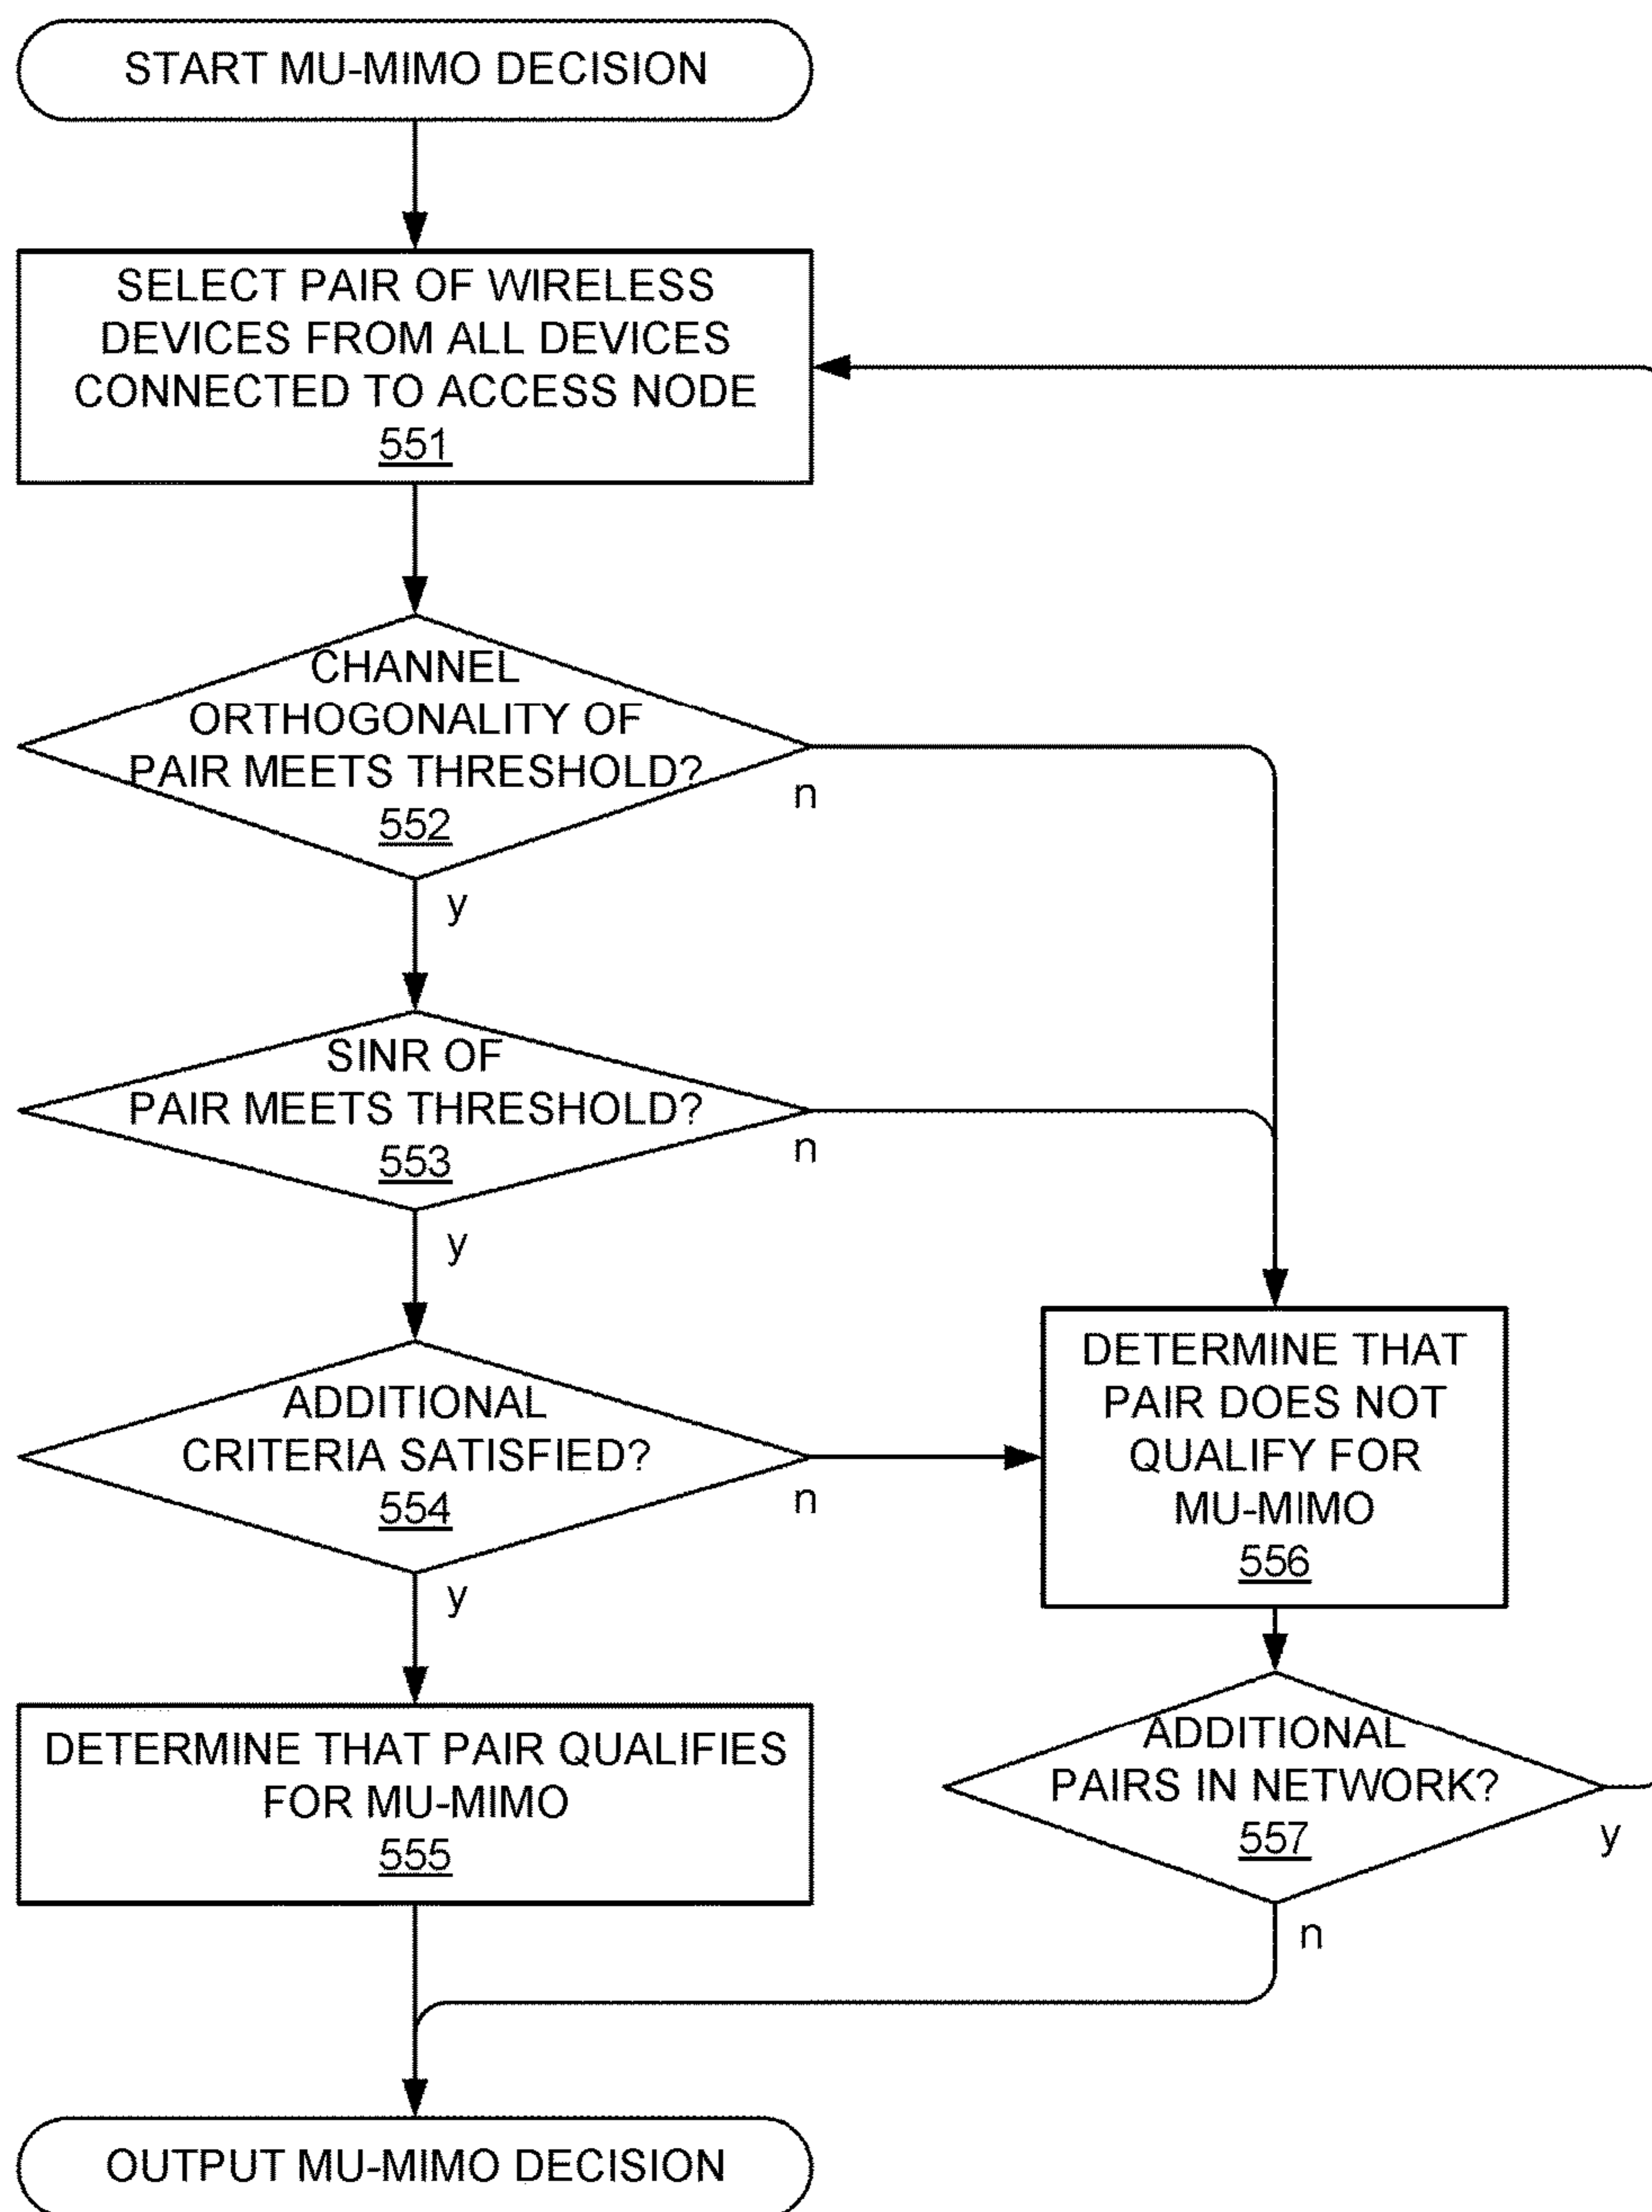 START MU-MIMO DECISION
SELECT PAIR OF WIRELESS
DEVICES FROM ALL DEVICES
CONNECTED TO ACCESS NODE
551
CHANNEL
ORTHOGONALITY OF
PAIR MEETS THRESHOLD?
552
n
y
SINR OF
PAIR MEETS THRESHOLD?
553
n
y
ADDITIONAL
CRITERIA SATISFIED?
554
n
y
DETERMINE THAT
PAIR DOES NOT
QUALIFY FOR
MU-MIMO
556
DETERMINE THAT PAIR QUALIFIES
FOR MU-MIMO
555
ADDITIONAL
PAIRS IN NETWORK?
557
y
n
OUTPUT MU-MIMO DECISION